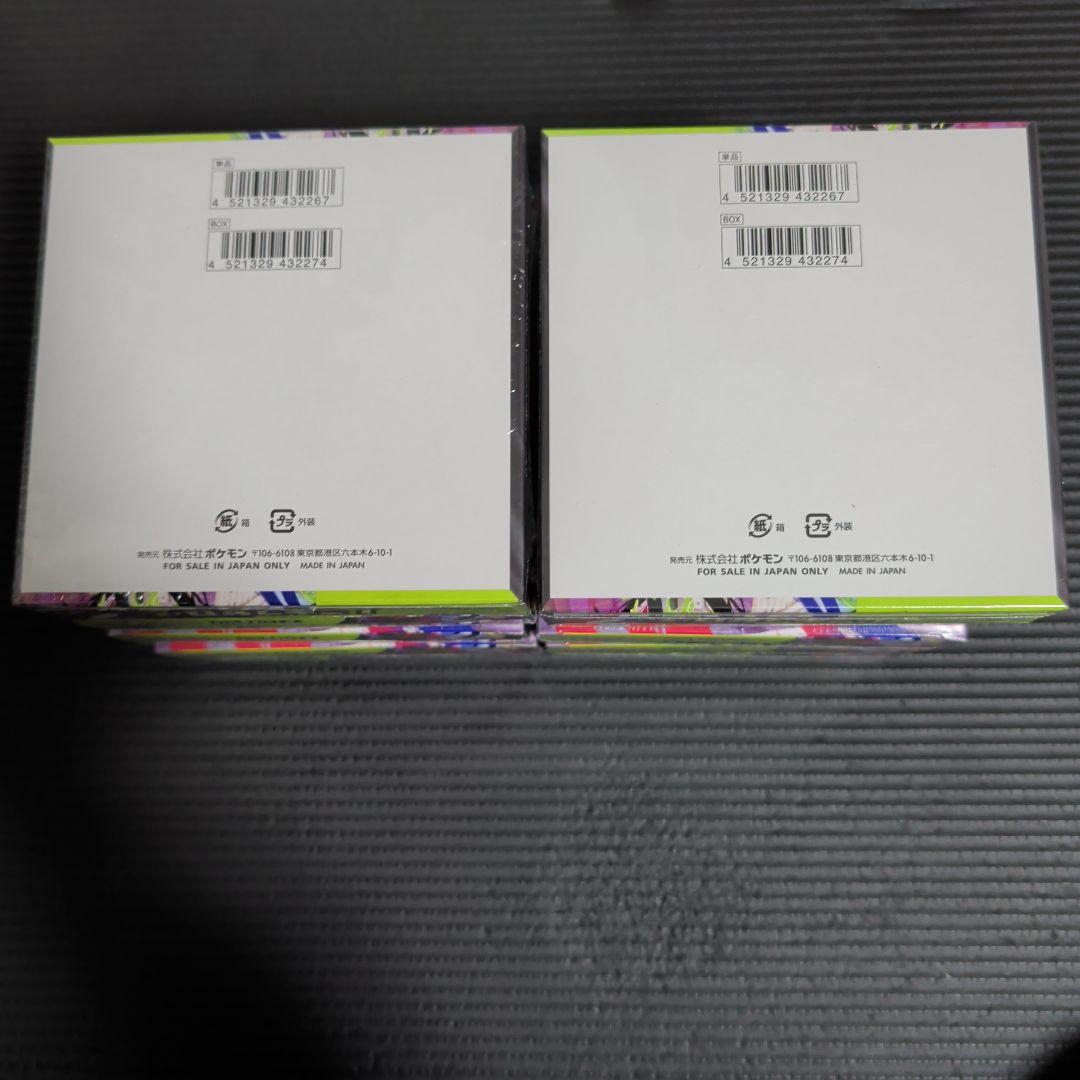 単品
4 521329 432267
BOX
4 521329 432274
紙 箱 プラ 外装
発売元 株式会社 ポケモン 〒106-6108 東京都港区六本木6-10-1
FOR SALE IN JAPAN ONLY MADE IN JAPAN
単品
4 521329 432267
BOX
4 521329 432274
紙 箱 プラ 外装
発売元 株式会社 ポケモン 〒106-6108 東京都港区六本木6-10-1
FOR SALE IN JAPAN ONLY MADE IN JAPAN